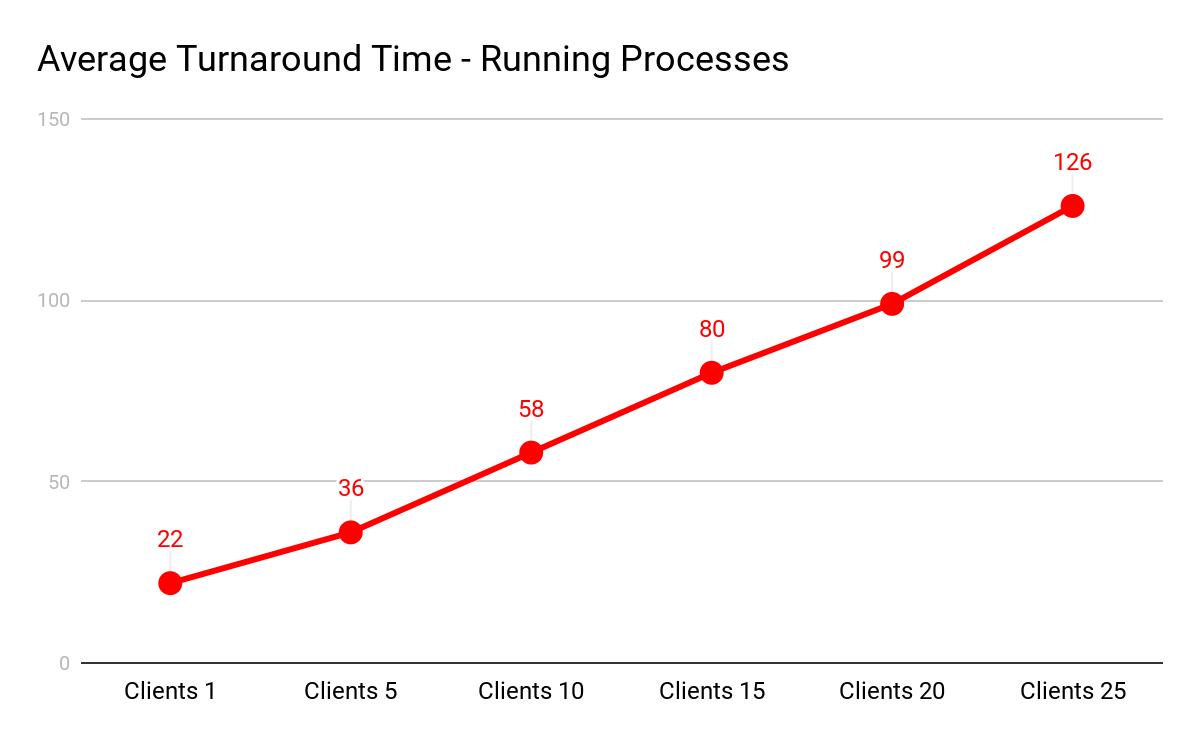 Average Turnaround Time - Running Processes
150
126
100
99
80
58
50
36
22
0
Clients 1
Clients 5
Clients 10
Clients 15
Clients 20
Clients 25